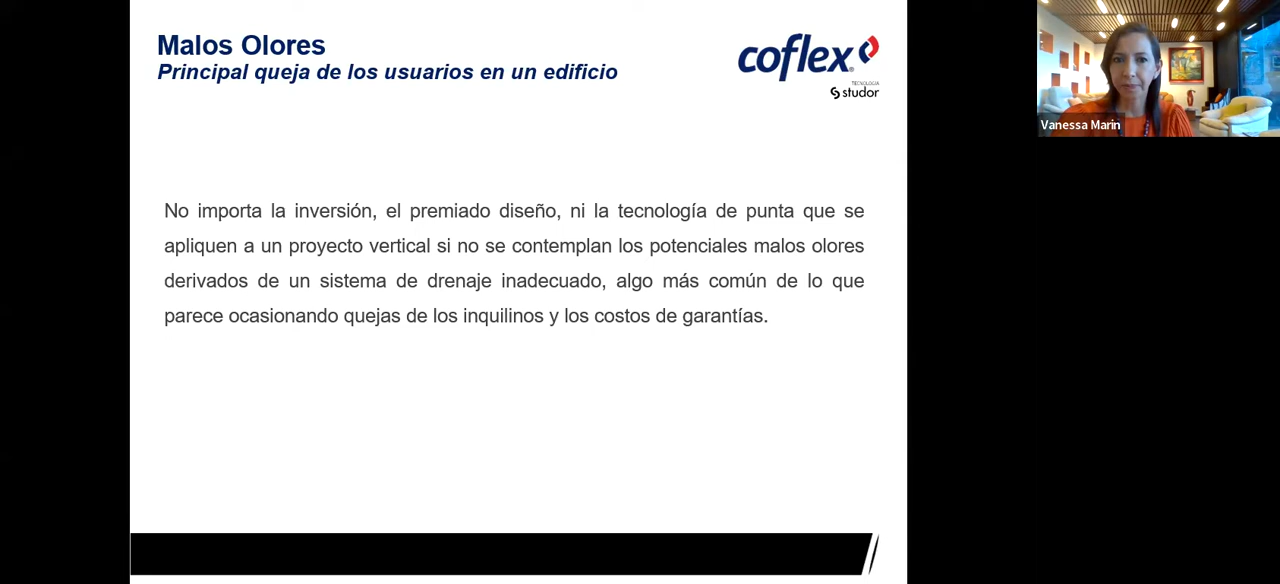 Malos Olores
Principal queja de los usuarios en un edificio
coflex
TECNOLOGÍA
studor
Vanessa Marin
No importa la inversión, el premiado diseño, ni la tecnología de punta que se
apliquen a un proyecto vertical si no se contemplan los potenciales malos olores
derivados de un sistema de drenaje inadecuado, algo más común de lo que
parece ocasionando quejas de los inquilinos y los costos de garantías.